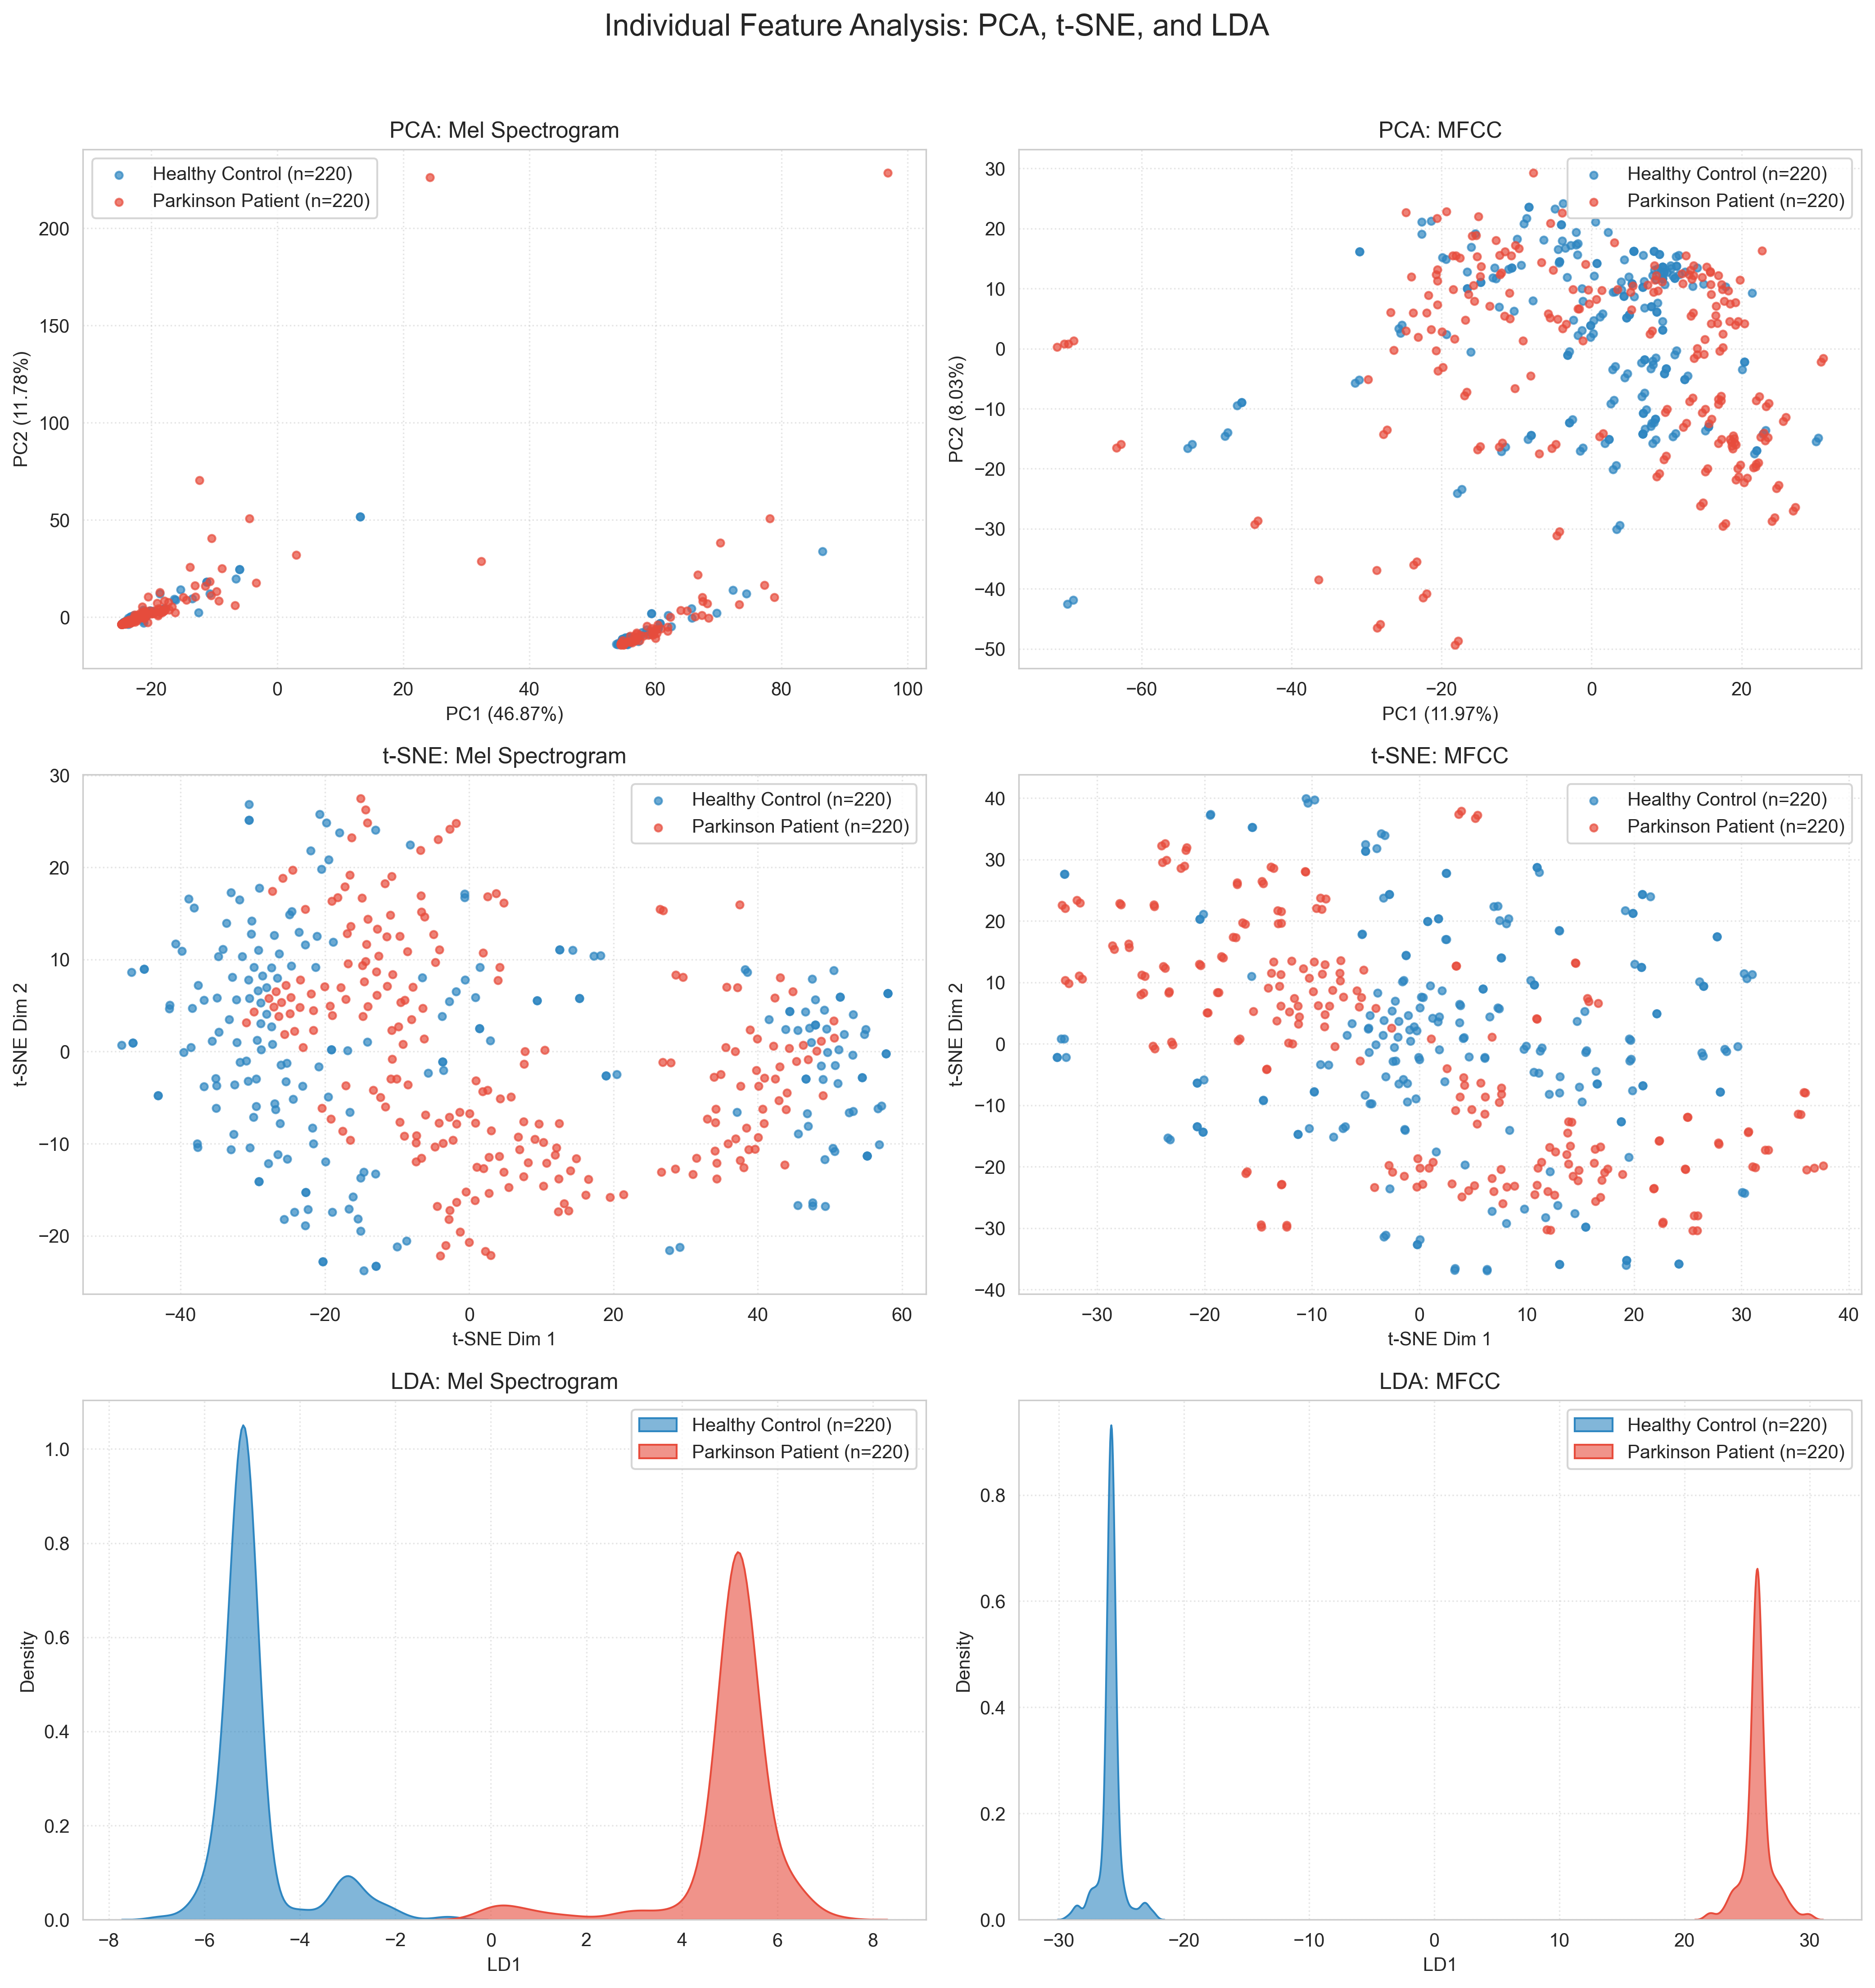 Individual Feature Analysis: PCA, t-SNE, and LDA
PCA: Mel Spectrogram
Healthy Control (n=220)
Parkinson Patient (n=220)
PC2 (11.78%)
200
150
100
50
0
−20
0
20
40
60
80
100
PC1 (46.87%)
PCA: MFCC
Healthy Control (n=220)
Parkinson Patient (n=220)
PC2 (8.03%)
30
20
10
0
−10
−20
−30
−40
−50
−60
−40
−20
0
20
PC1 (11.97%)
t-SNE: Mel Spectrogram
Healthy Control (n=220)
Parkinson Patient (n=220)
t-SNE Dim 2
30
20
10
0
−10
−20
−40
−20
0
20
40
60
t-SNE Dim 1
t-SNE: MFCC
Healthy Control (n=220)
Parkinson Patient (n=220)
t-SNE Dim 2
40
30
20
10
0
−10
−20
−30
−40
−30
−20
−10
0
10
20
30
40
t-SNE Dim 1
LDA: Mel Spectrogram
Healthy Control (n=220)
Parkinson Patient (n=220)
Density
1.0
0.8
0.6
0.4
0.2
0.0
−8
−6
−4
−2
0
2
4
6
8
LD1
LDA: MFCC
Healthy Control (n=220)
Parkinson Patient (n=220)
Density
0.8
0.6
0.4
0.2
0.0
−30
−20
−10
0
10
20
30
LD1